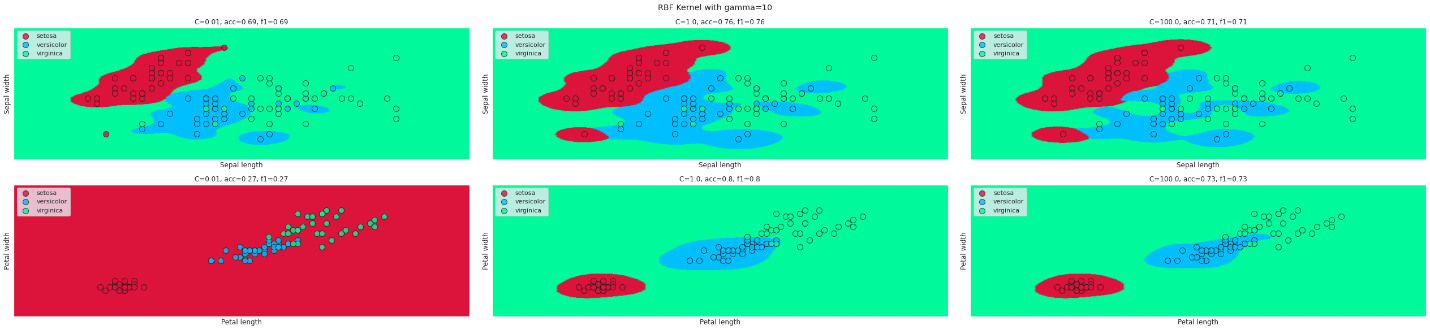 RBF Kernel with gamma=10
C=0.01, acc=0.69, f1=0.69
setosa
versicolor
virginica
Sepal width
Sepal length
C=1.0, acc=0.76, f1=0.76
setosa
versicolor
virginica
Sepal width
Sepal length
C=100.0, acc=0.71, f1=0.71
setosa
versicolor
virginica
Sepal width
Sepal length
C=0.01, acc=0.27, f1=0.27
setosa
versicolor
virginica
Petal width
Petal length
C=1.0, acc=0.8, f1=0.8
setosa
versicolor
virginica
Petal width
Petal length
C=100.0, acc=0.73, f1=0.73
setosa
versicolor
virginica
Petal width
Petal length